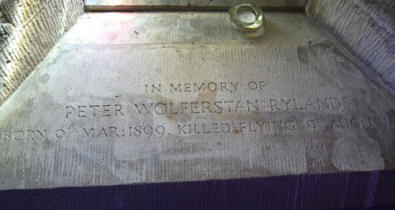 IN MEMORY OF
PETER WOLFERSTAN RYLANDS
BORN 9TH MAR: 1899. KILLED FLYING 9TH AUG: